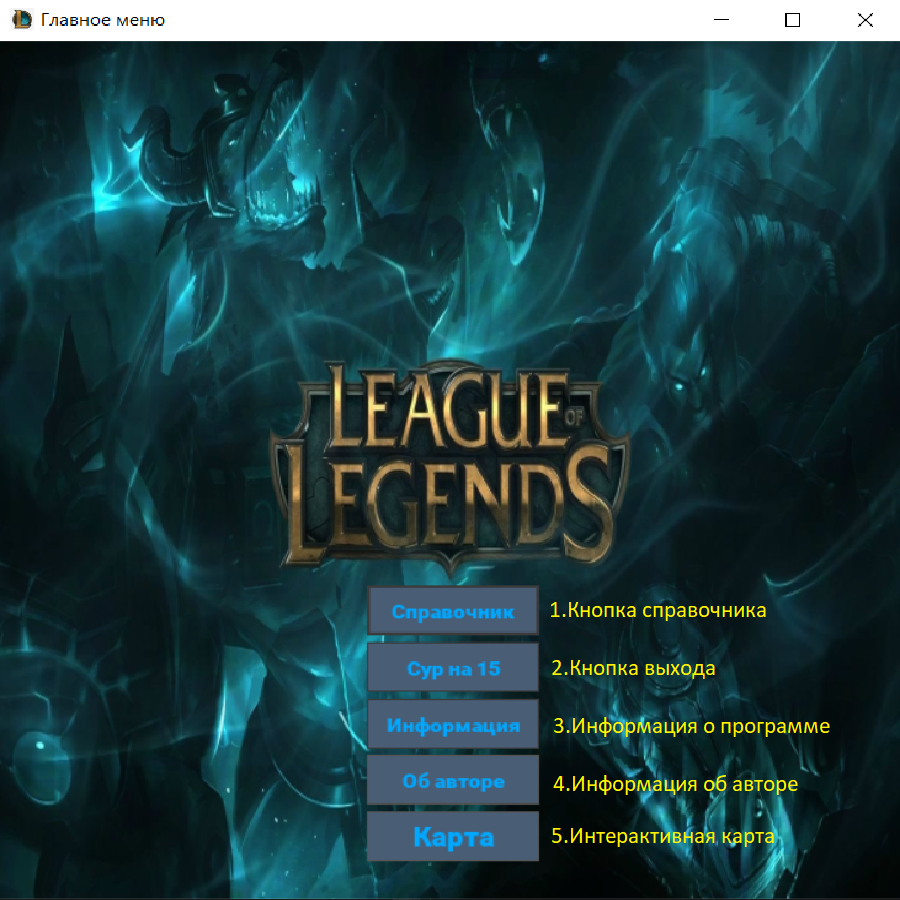 Главное меню
LEAGUE OF
LEGENDS
Справочник 1.Кнопка справочника
Сур на 15 2.Кнопка выхода
Информация 3.Информация о программе
Об авторе 4.Информация об авторе
Карта 5.Интерактивная карта